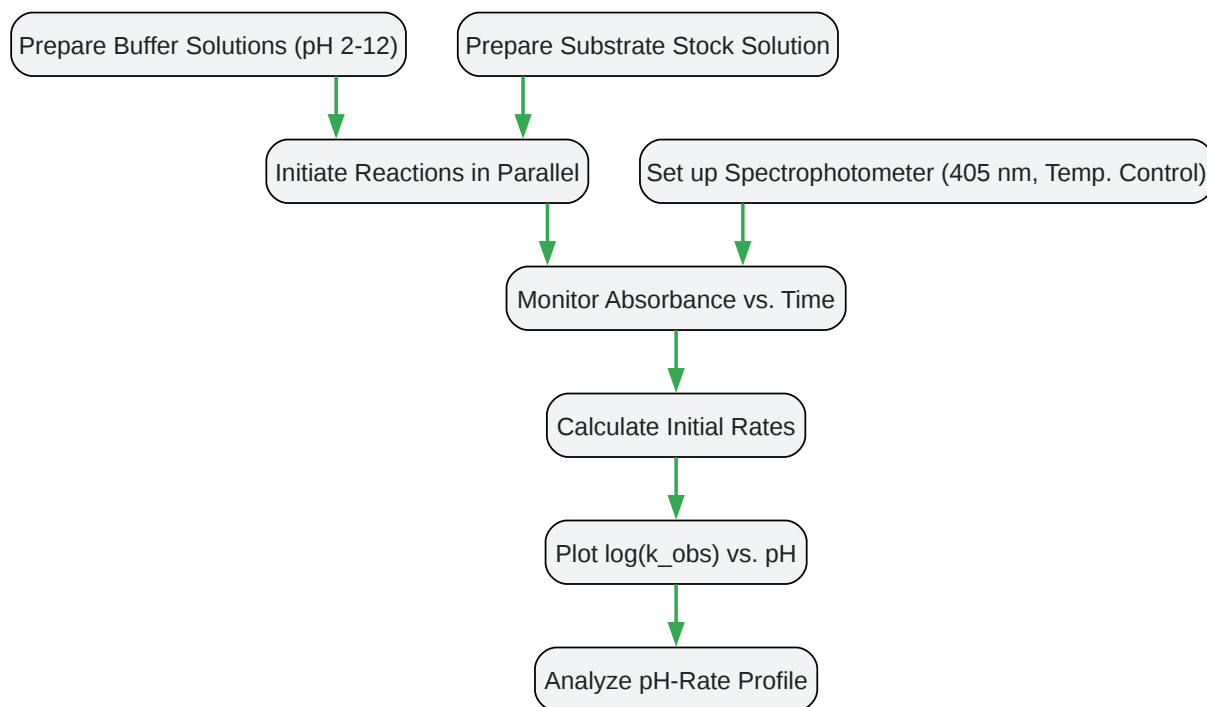 Prepare Buffer Solutions (pH 2-12)
Prepare Substrate Stock Solution
Initiate Reactions in Parallel
Set up Spectrophotometer (405 nm, Temp. Control)
Monitor Absorbance vs. Time
Calculate Initial Rates
Plot log(k_obs) vs. pH
Analyze pH-Rate Profile